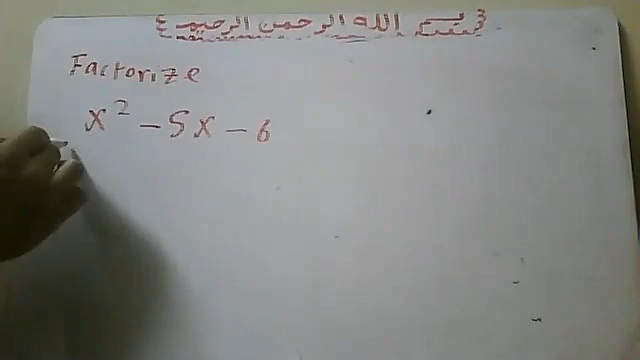 بسم الله الرحمن الرحيم
Factorize
x² - 5x - 6